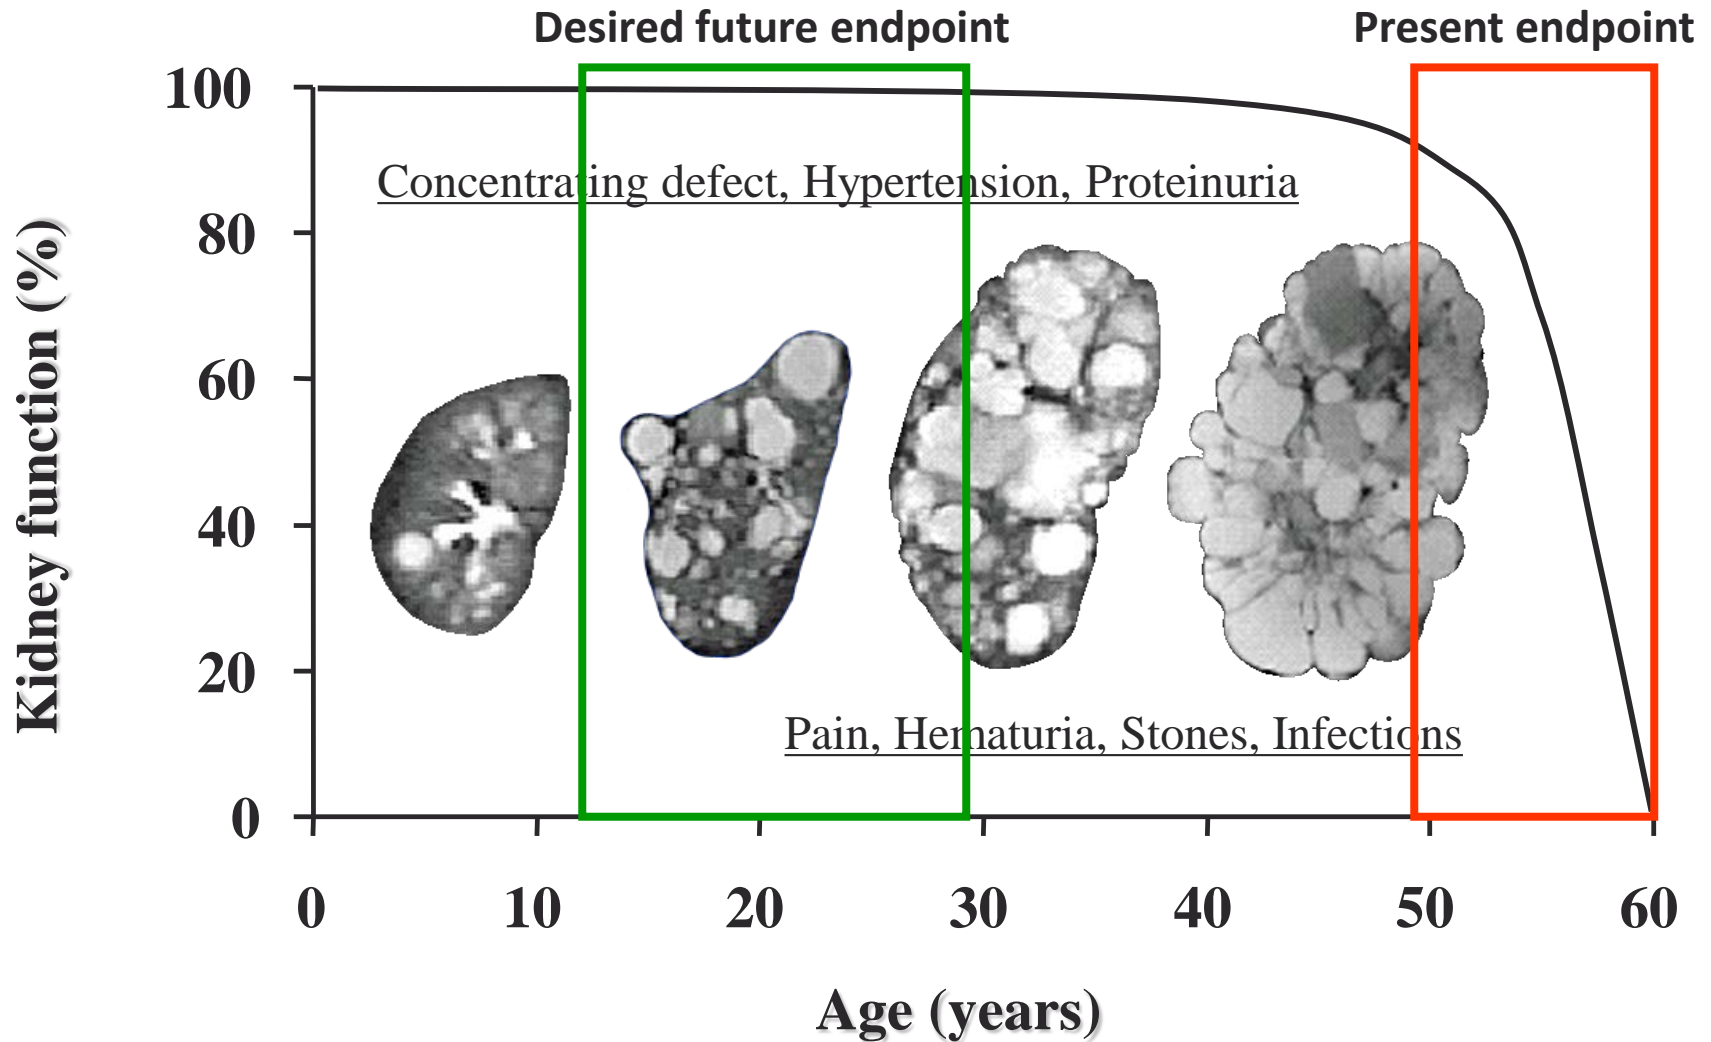 Desired future endpoint
Present endpoint
Kidney function (%)
100
80
60
40
20
0
Concentrating defect, Hypertension, Proteinuria
Pain, Hematuria, Stones, Infections
0 10 20 30 40 50 60
Age (years)